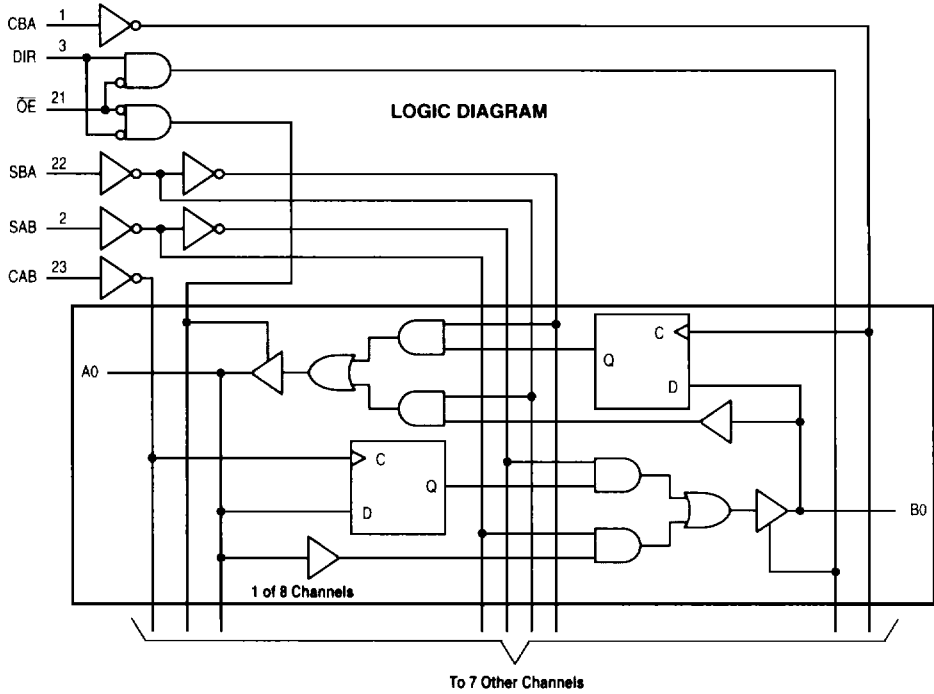 CBA 1
DIR 3
O̅E̅ 21
LOGIC DIAGRAM
SBA 22
SAB 2
CAB 23
C
Q
A0
D
C
Q
D
B0
1 of 8 Channels
To 7 Other Channels